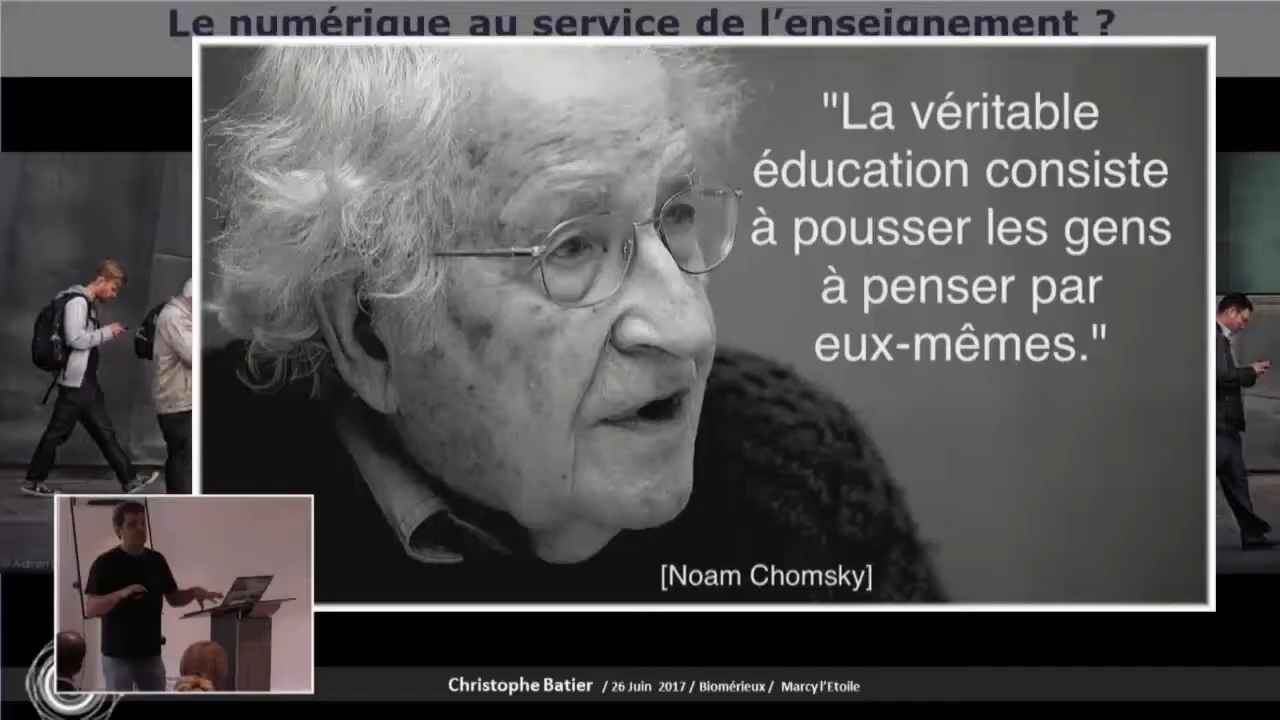 Le numérique au service de l'enseignement ?
"La véritable
éducation consiste
à pousser les gens
à penser par
eux-mêmes."
[Noam Chomsky]
Christophe Batier / 26 Juin 2017 / Biomérieux / Marcy l'Etoile